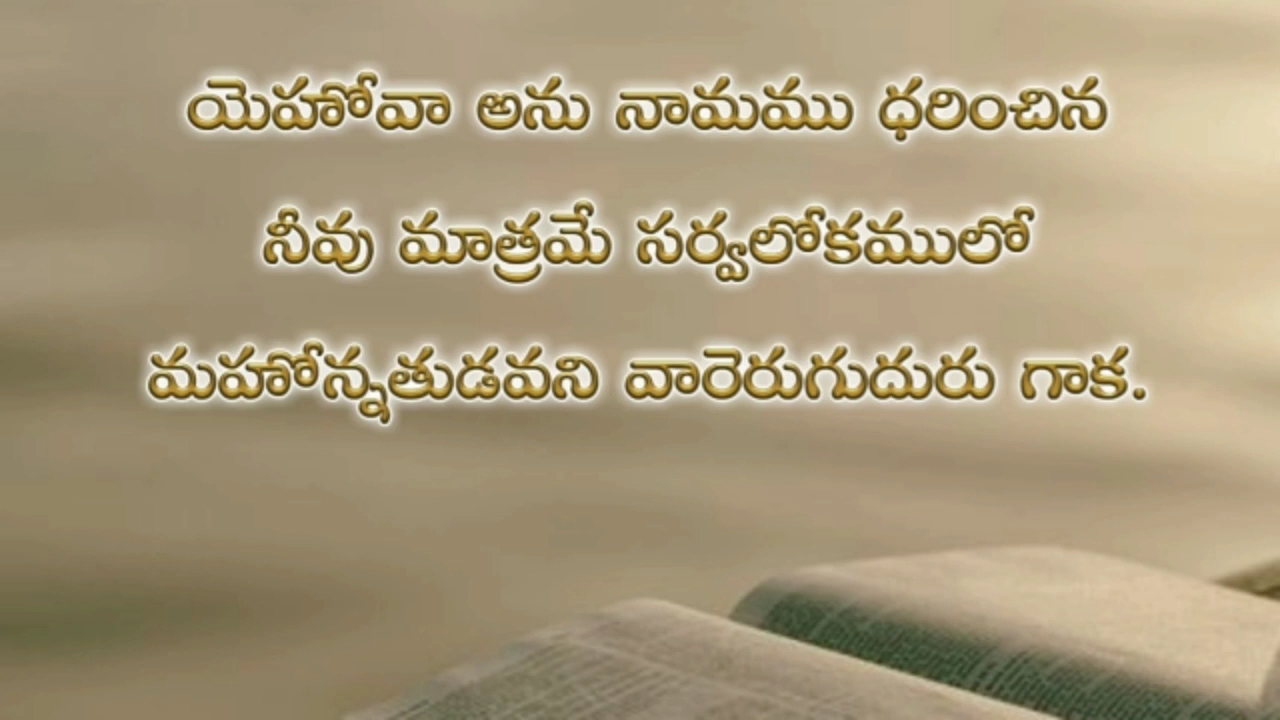 యెహోవా అను నామము ధరించిన
నీవు మాత్రమే సర్వలోకములో
మహోన్నతుడవని వారెరుగుదురు గాక.